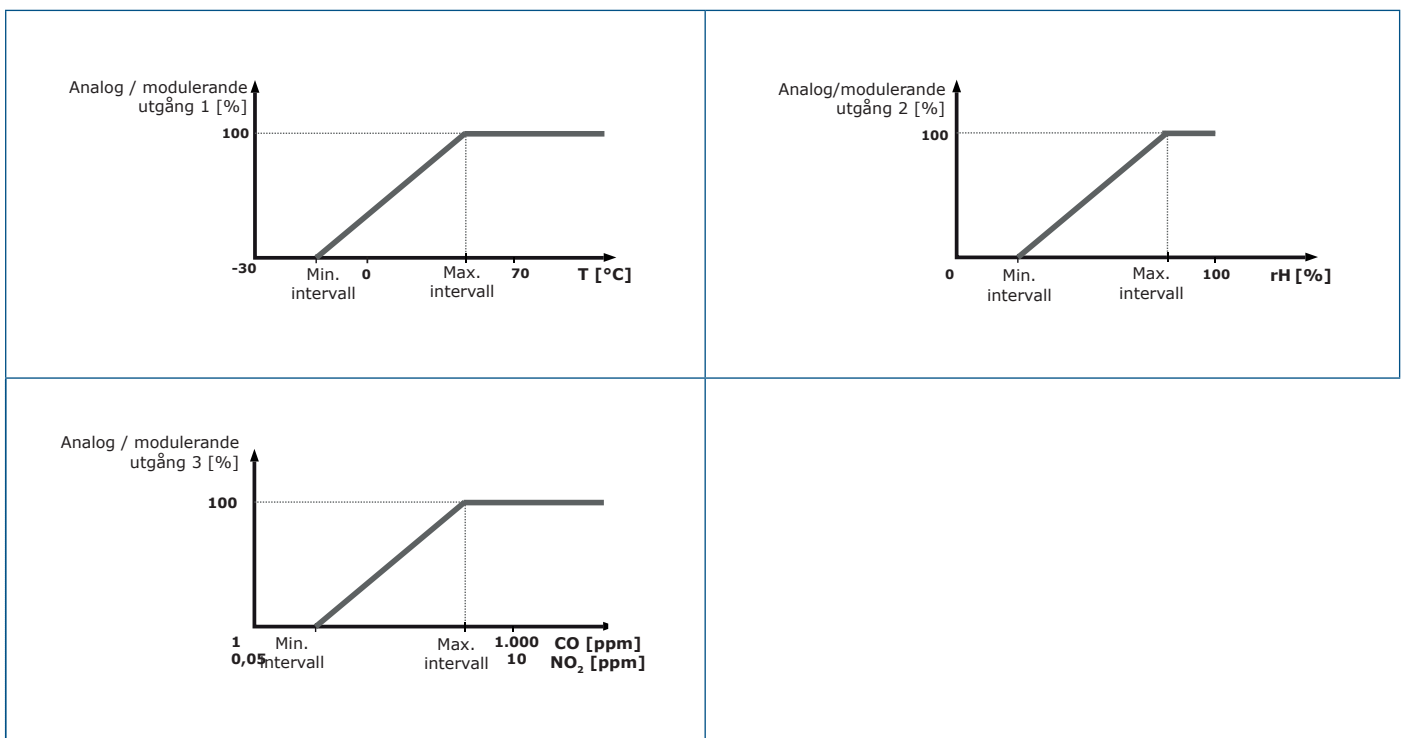 Analog / modulerande
utgång 1 [%]
100
-30
Min.
intervall
0
Max.
intervall
70
T [°C]
Analog/modulerande
utgång 2 [%]
100
0
Min.
intervall
Max.
intervall
100
rH [%]
Analog / modulerande
utgång 3 [%]
100
1
0,05
Min.
intervall
Max.
intervall
1.000
10
CO [ppm]
NO₂ [ppm]